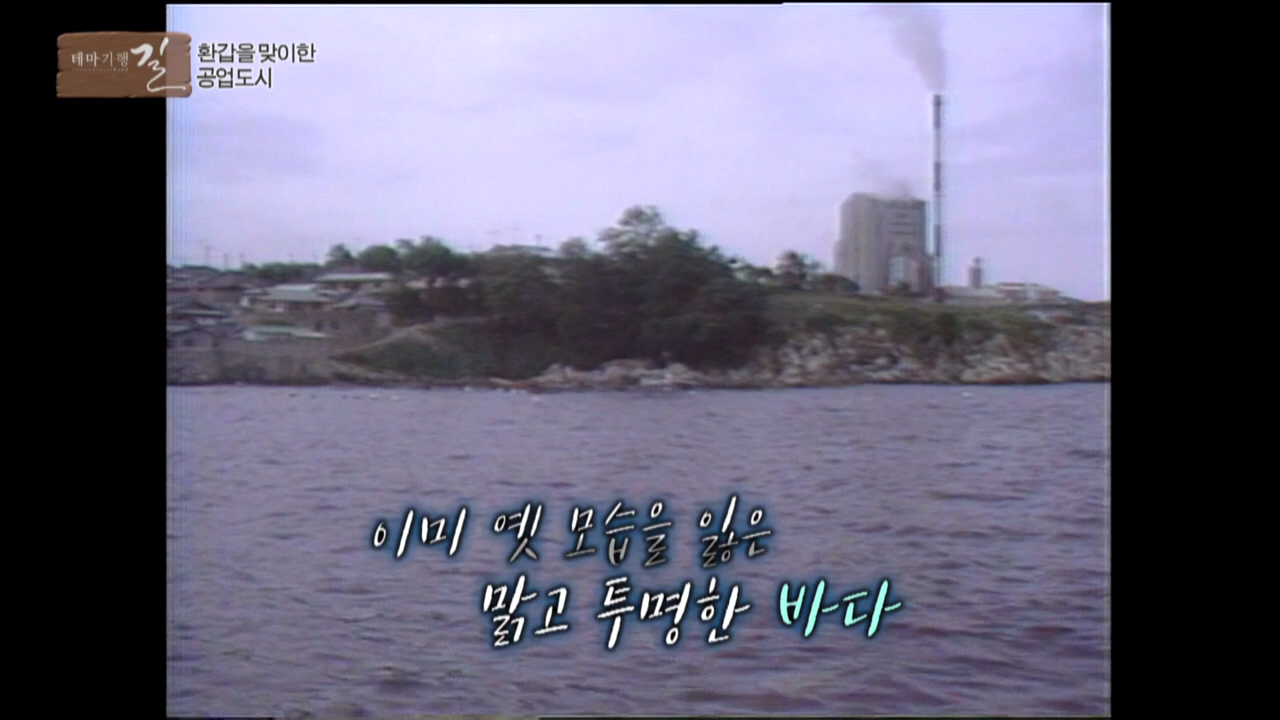 테마기행 길
환갑을 맞이한
공업도시
이미 옛 모습을 잃은
맑고 투명한 바다